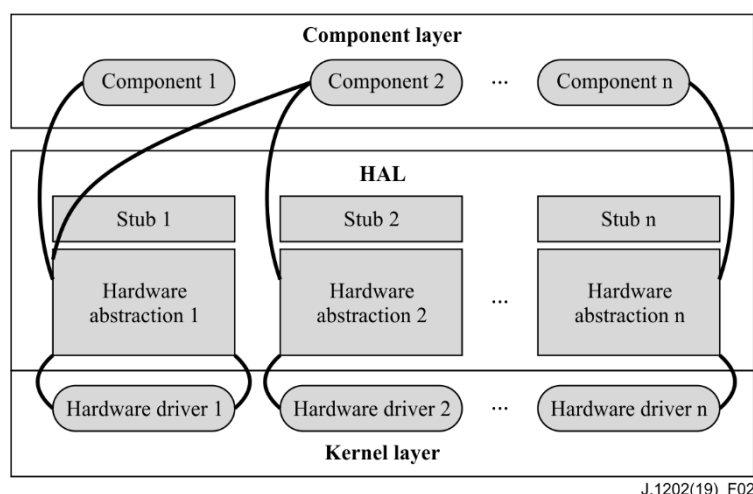 Component layer
Component 1
Component 2
...
Component n
HAL
Stub 1
Stub 2
Stub n
Hardware
abstraction 1
Hardware
abstraction 2
...
Hardware
abstraction n
Hardware driver 1
Hardware driver 2
...
Hardware driver n
Kernel layer
J.1202(19)_F02